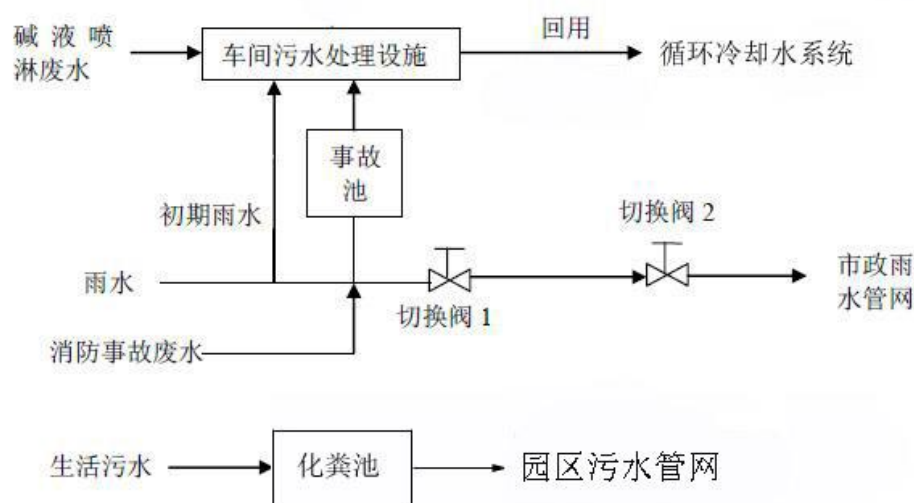 碱液喷
淋废水
车间污水处理设施
回用
循环冷却水系统
事故
池
初期雨水
切换阀 2
雨水
市政雨
水管网
切换阀 1
消防事故废水
生活污水
化粪池
园区污水管网